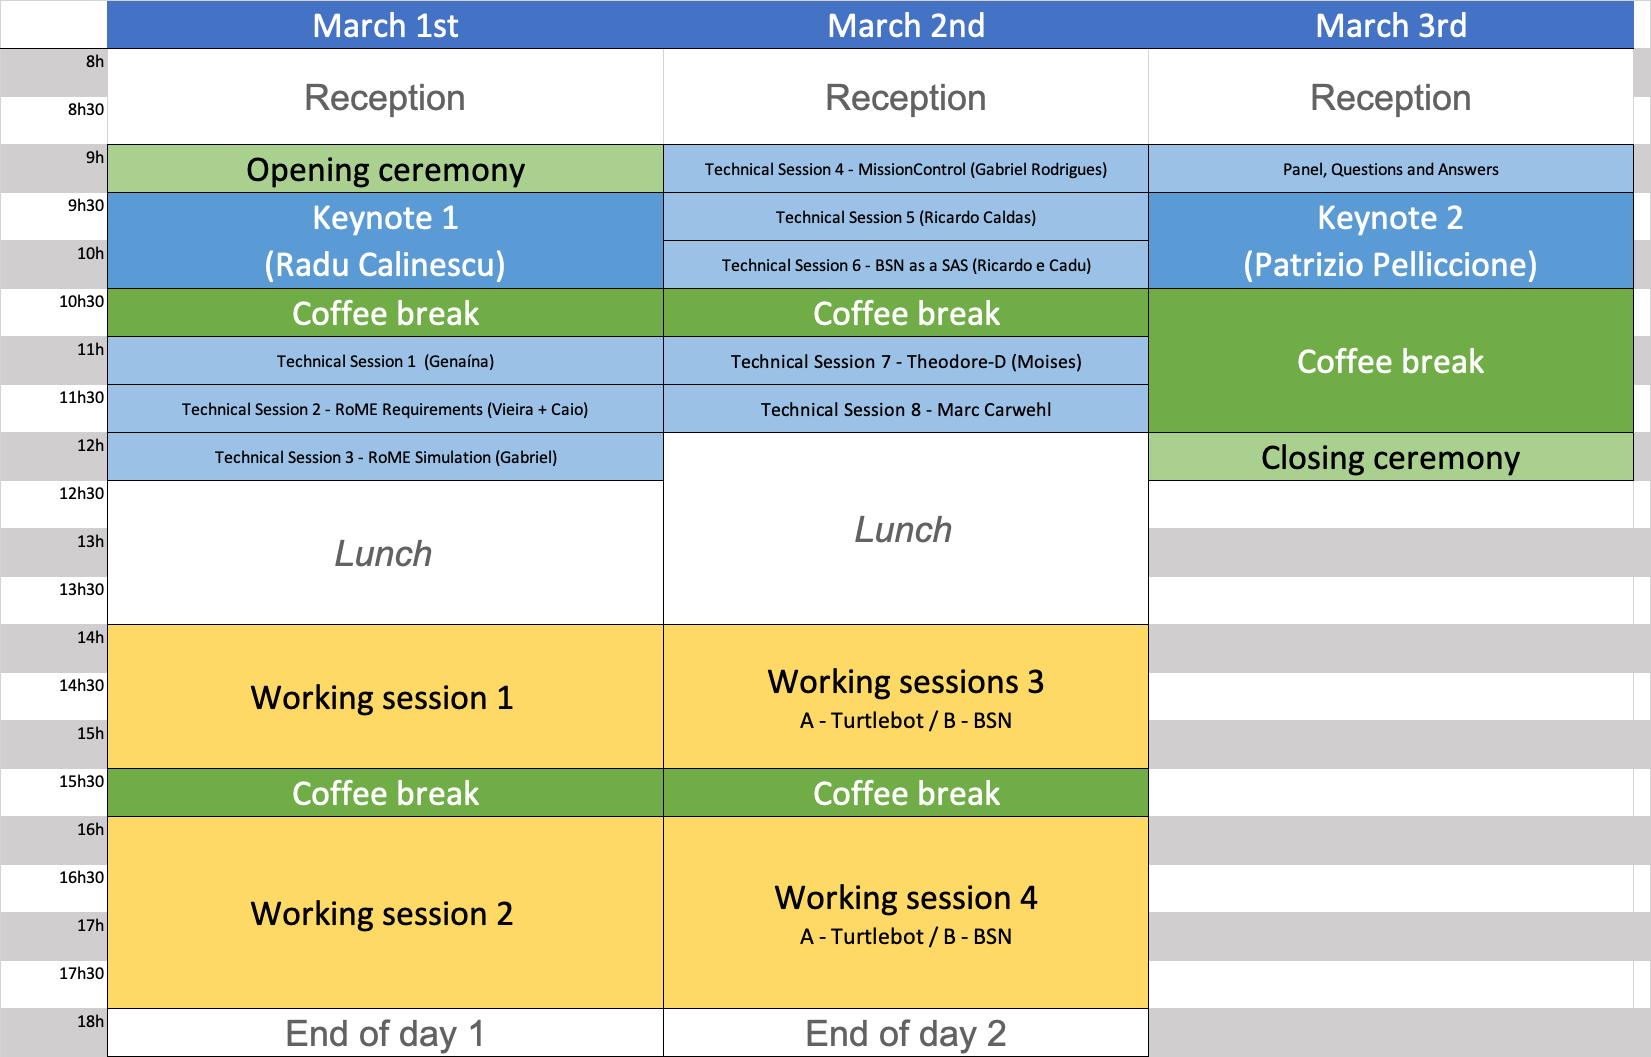 March 1st March 2nd March 3rd
8h
Reception Reception Reception
8h30
9h Opening ceremony Technical Session 4 - MissionControl (Gabriel Rodrigues) Panel, Questions and Answers
9h30 Keynote 1 Technical Session 5 (Ricardo Caldas) Keynote 2
10h (Radu Calinescu) Technical Session 6 - BSN as a SAS (Ricardo e Cadu) (Patrizio Pelliccione)
10h30 Coffee break Coffee break
11h Technical Session 1 (Genaína) Technical Session 7 - Theodore-D (Moises) Coffee break
11h30 Technical Session 2 - RoME Requirements (Vieira + Caio) Technical Session 8 - Marc Carwehl
12h Technical Session 3 - RoME Simulation (Gabriel) Closing ceremony
12h30
13h Lunch Lunch
13h30
14h
14h30 Working session 1 Working sessions 3
A - Turtlebot / B - BSN
15h
15h30 Coffee break Coffee break
16h
16h30 Working session 2 Working session 4
17h A - Turtlebot / B - BSN
17h30
18h End of day 1 End of day 2